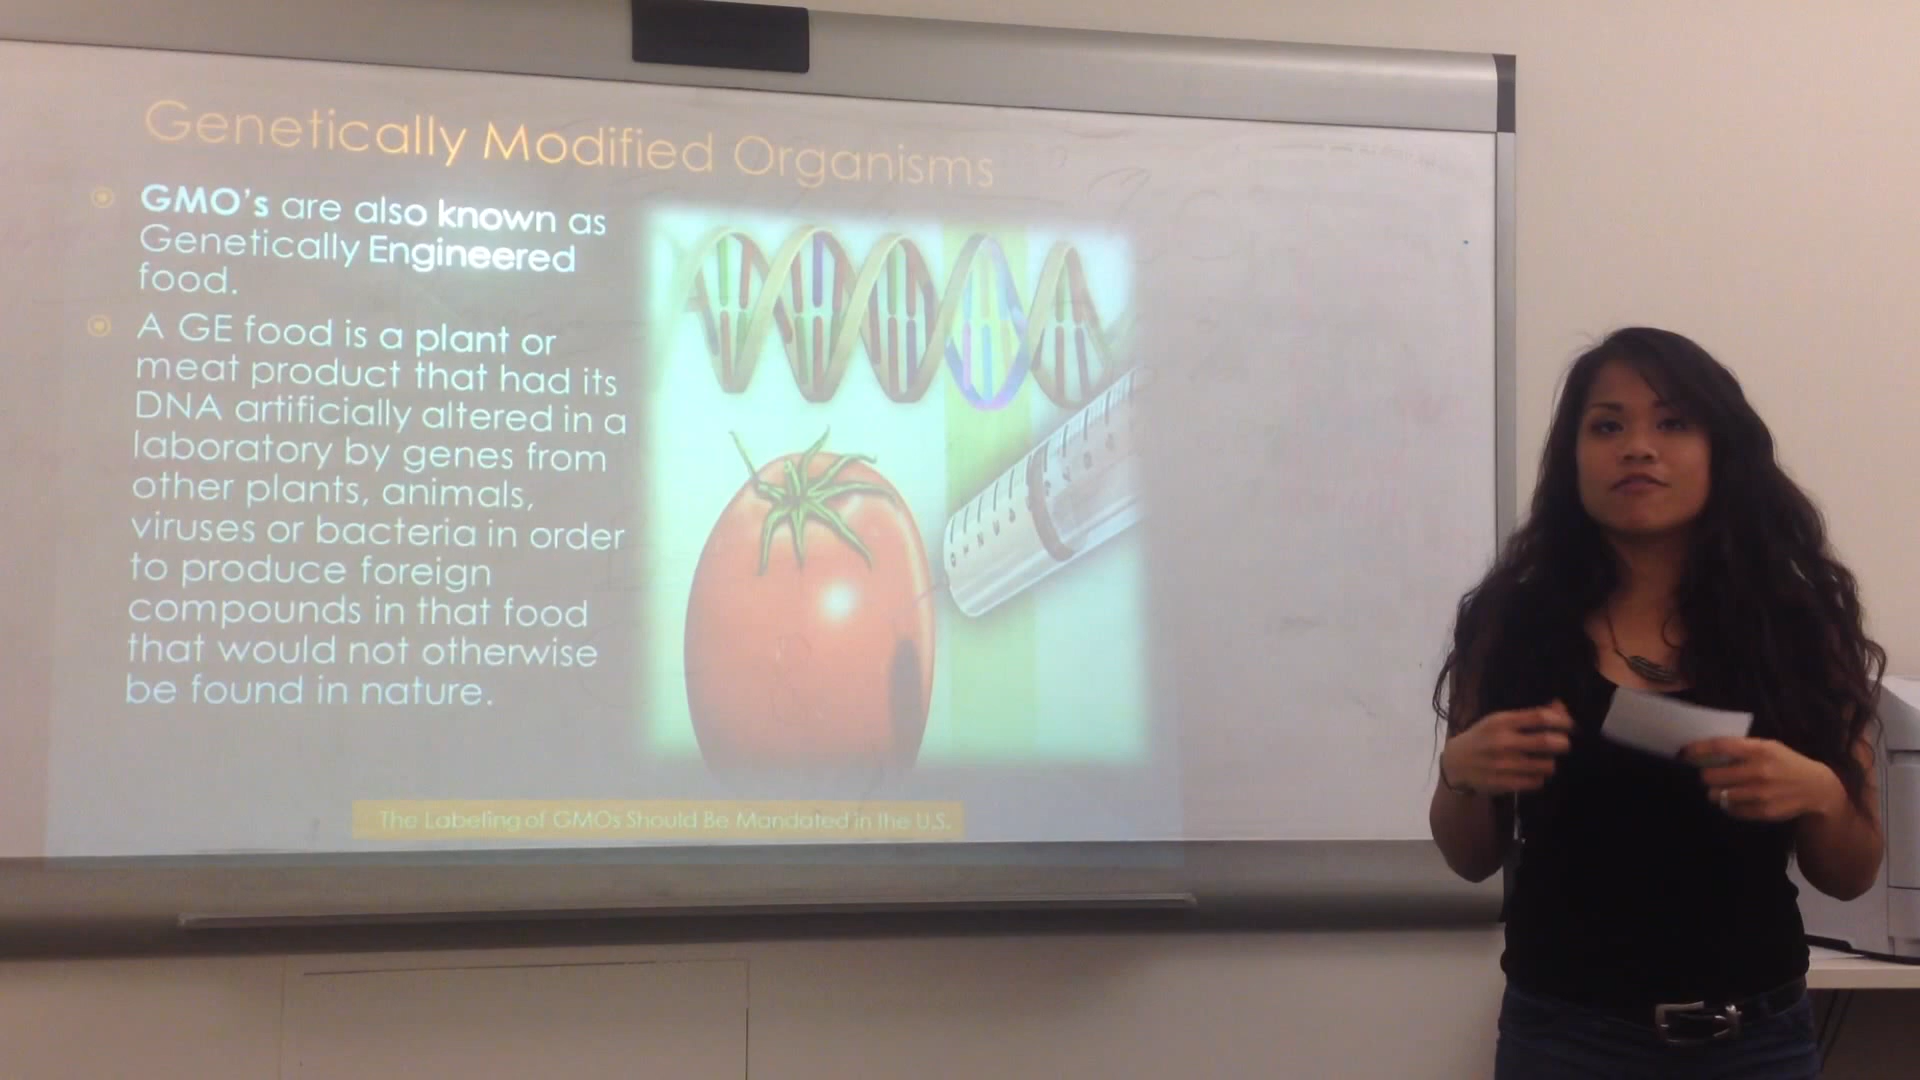 Genetically Modified Organisms
GMO's are also known as
Genetically Engineered
food.
A GE food is a plant or
meat product that had its
DNA artificially altered in a
laboratory by genes from
other plants, animals,
viruses or bacteria in order
to produce foreign
compounds in that food
that would not otherwise
be found in nature.
The Labeling of GMOs Should Be Mandated in the U.S.